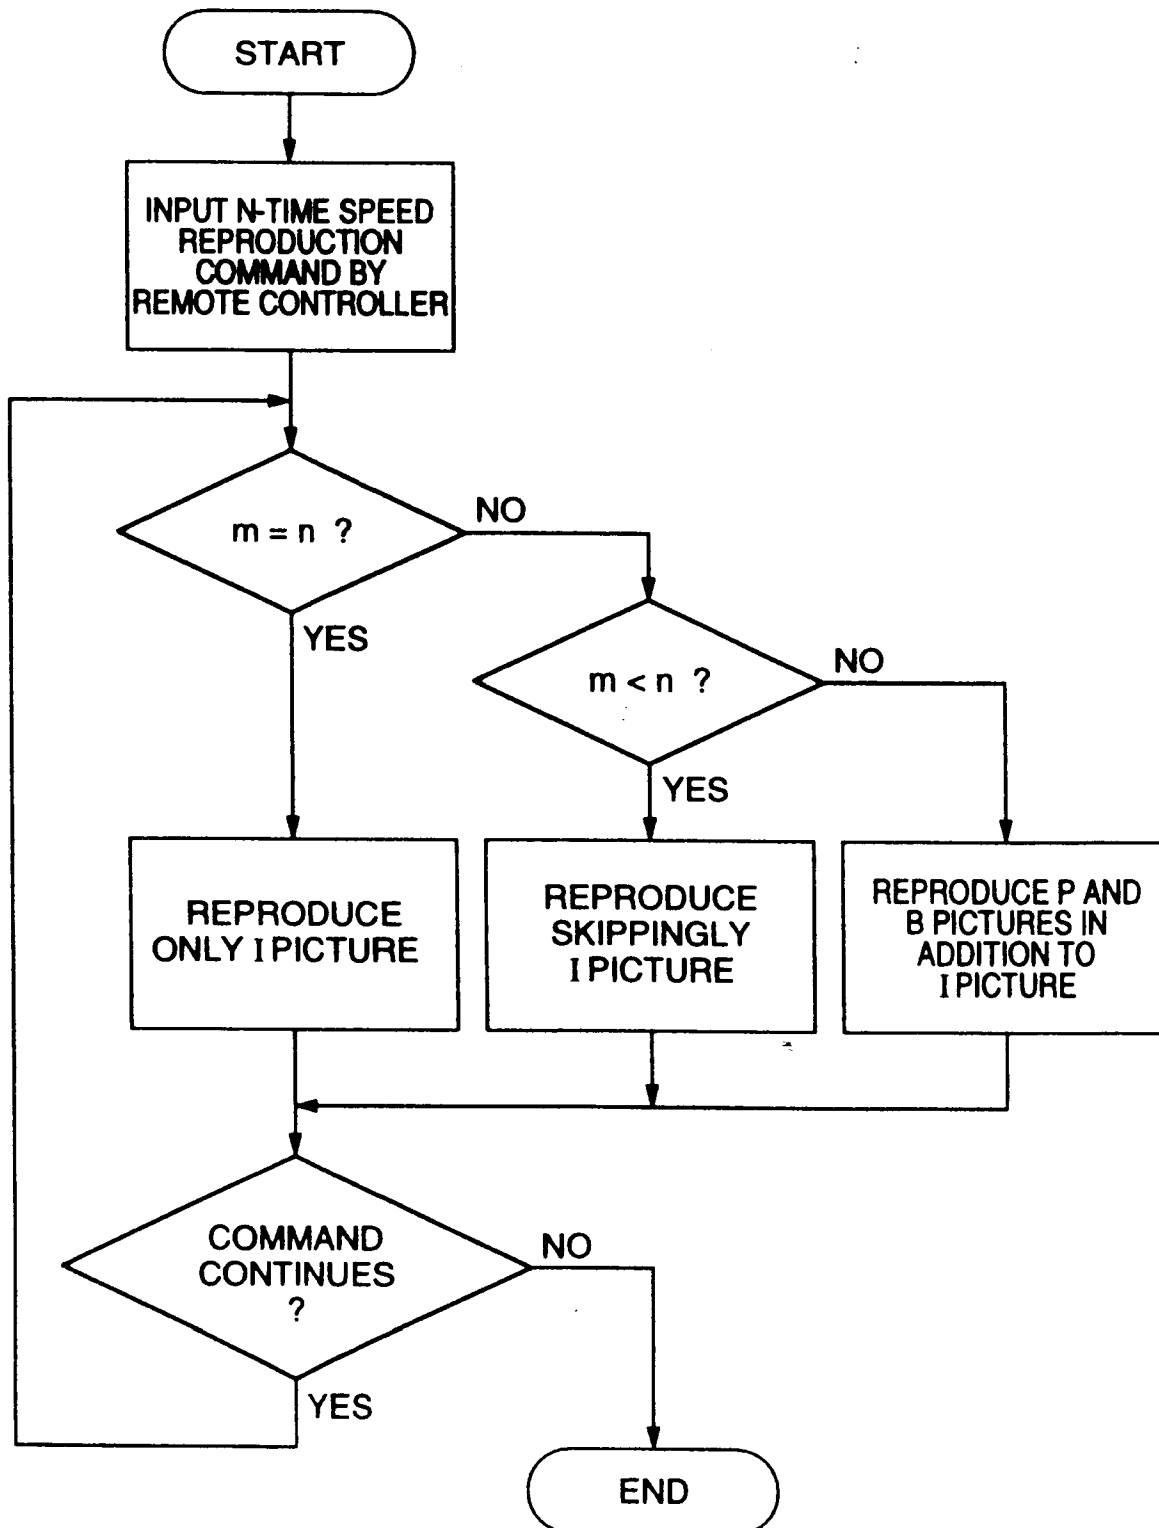 START
INPUT N-TIME SPEED
REPRODUCTION
COMMAND BY
REMOTE CONTROLLER
m = n ?
NO
YES
m < n ?
NO
YES
REPRODUCE
ONLY I PICTURE
REPRODUCE
SKIPPINGLY
I PICTURE
REPRODUCE P AND
B PICTURES IN
ADDITION TO
I PICTURE
COMMAND
CONTINUES
?
NO
YES
END